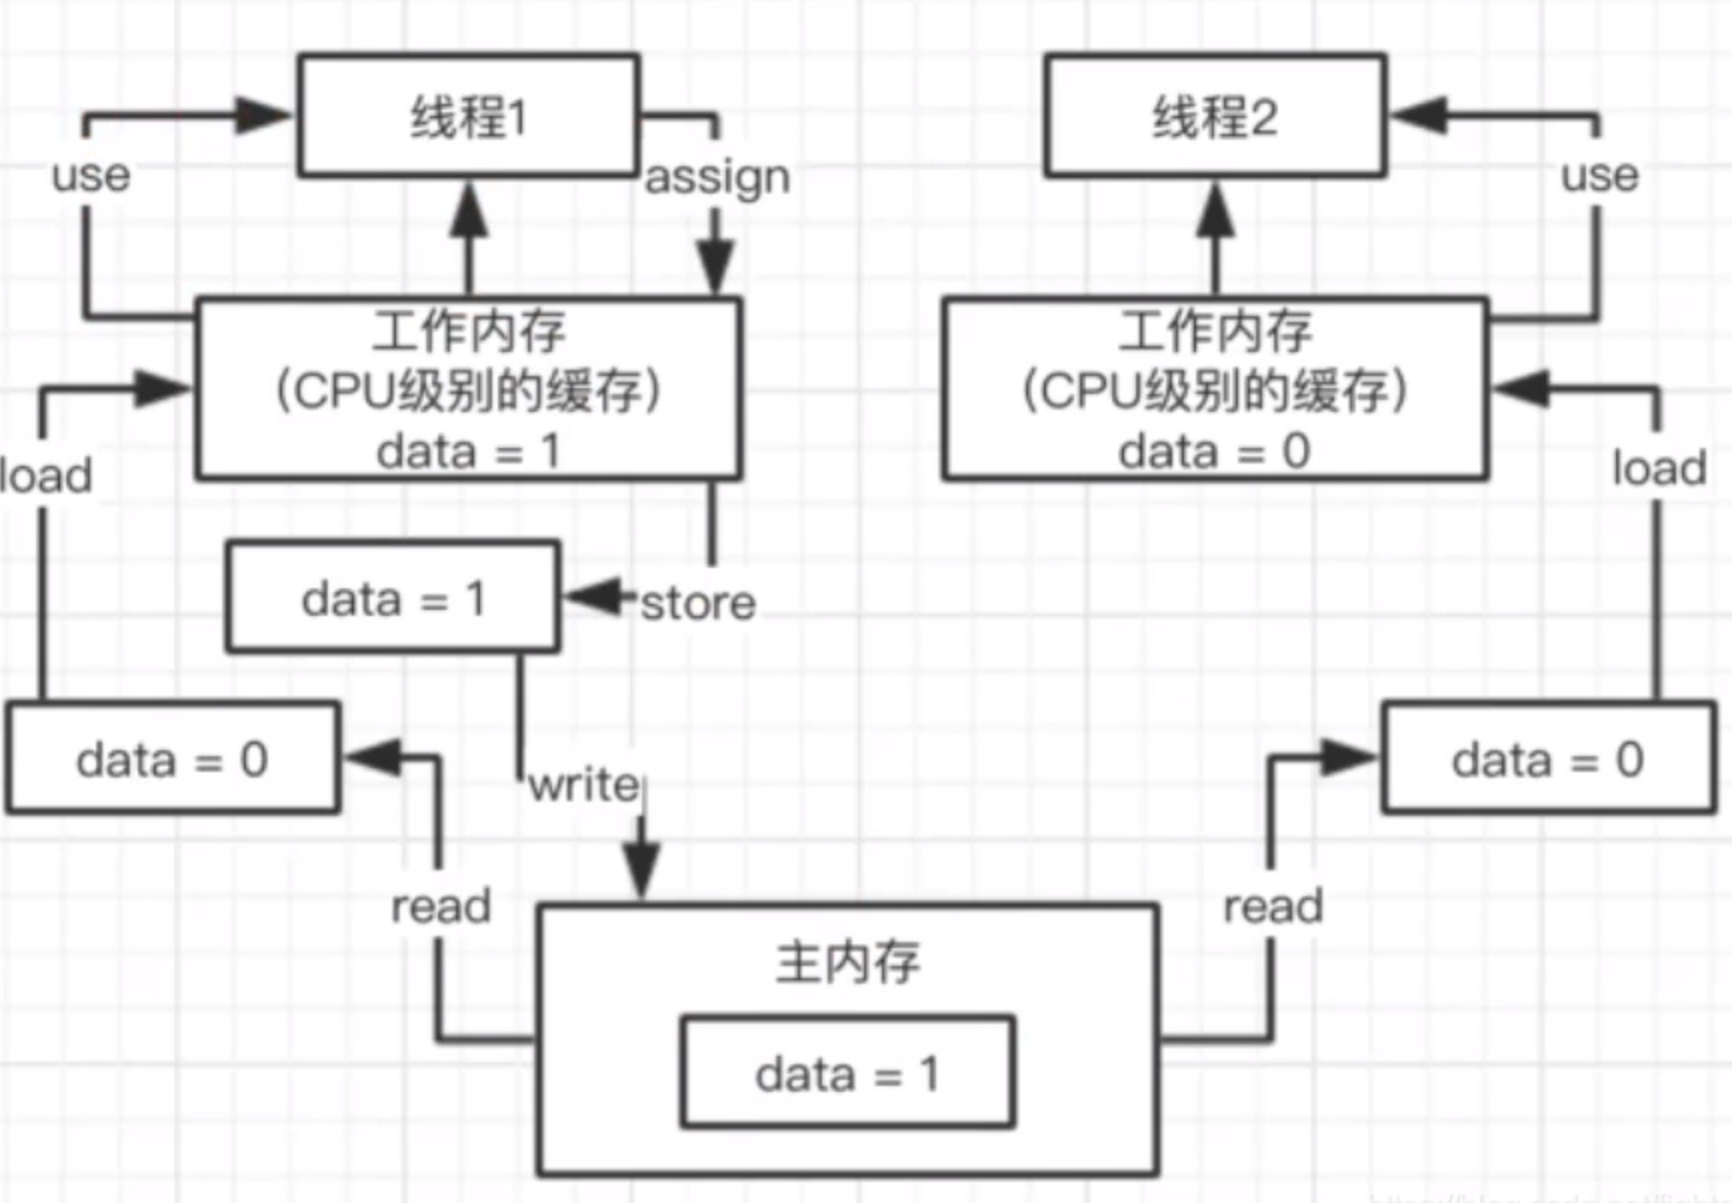 线程1
线程2
use
assign
use
工作内存
(CPU级别的缓存)
data = 1
工作内存
(CPU级别的缓存)
data = 0
load
load
data = 1
store
data = 0
write
data = 0
read
read
主内存
data = 1